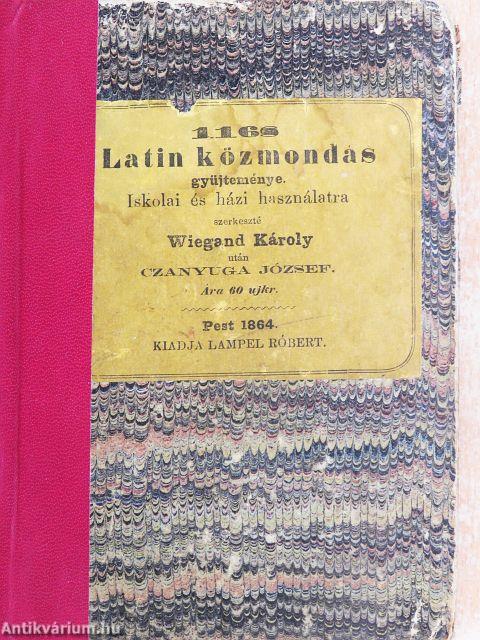 1168
Latin közmondás
gyüjteménye.
Iskolai és házi használatra
szerkeszté
Wiegand Károly
után
CZANYUGA JÓZSEF.
Ára 60 ujkr.
Pest 1864.
KIADJA LAMPEL RÓBERT.
Antikvárium.hu